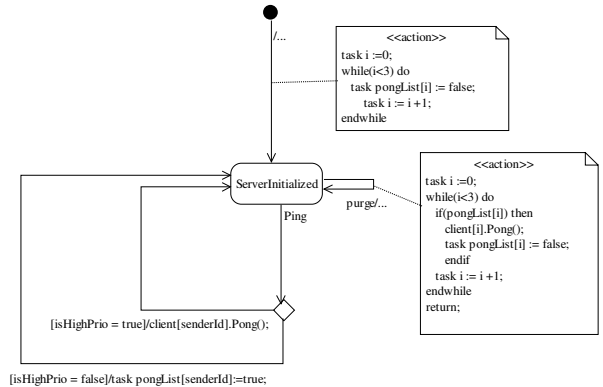 /...
<<action>>
task i :=0;
while(i<3) do
task pongList[i] := false;
task i := i +1;
endwhile
ServerInitialized
purge/...
Ping
<<action>>
task i :=0;
while(i<3) do
if(pongList[i]) then
client[i].Pong();
task pongList[i] := false;
endif
task i := i +1;
endwhile
return;
[isHighPrio = true]/client[senderId].Pong();
[isHighPrio = false]/task pongList[senderId]:=true;